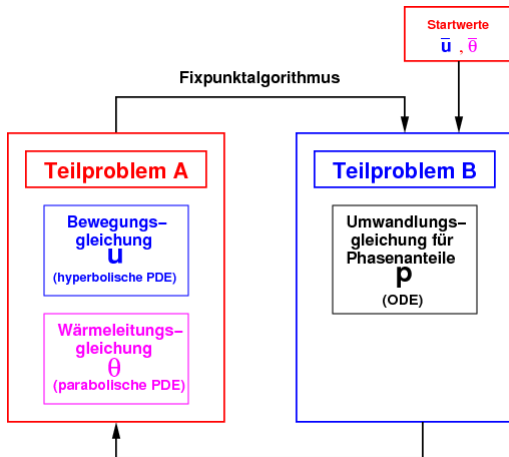 Startwerte
ū , θ̄
Fixpunktalgorithmus
Teilproblem A
Bewegungs–
gleichung
u
(hyperbolische PDE)
Wärmeleitungs–
gleichung
θ
(parabolische PDE)
Teilproblem B
Umwandlungs–
gleichung für
Phasenanteile
p
(ODE)